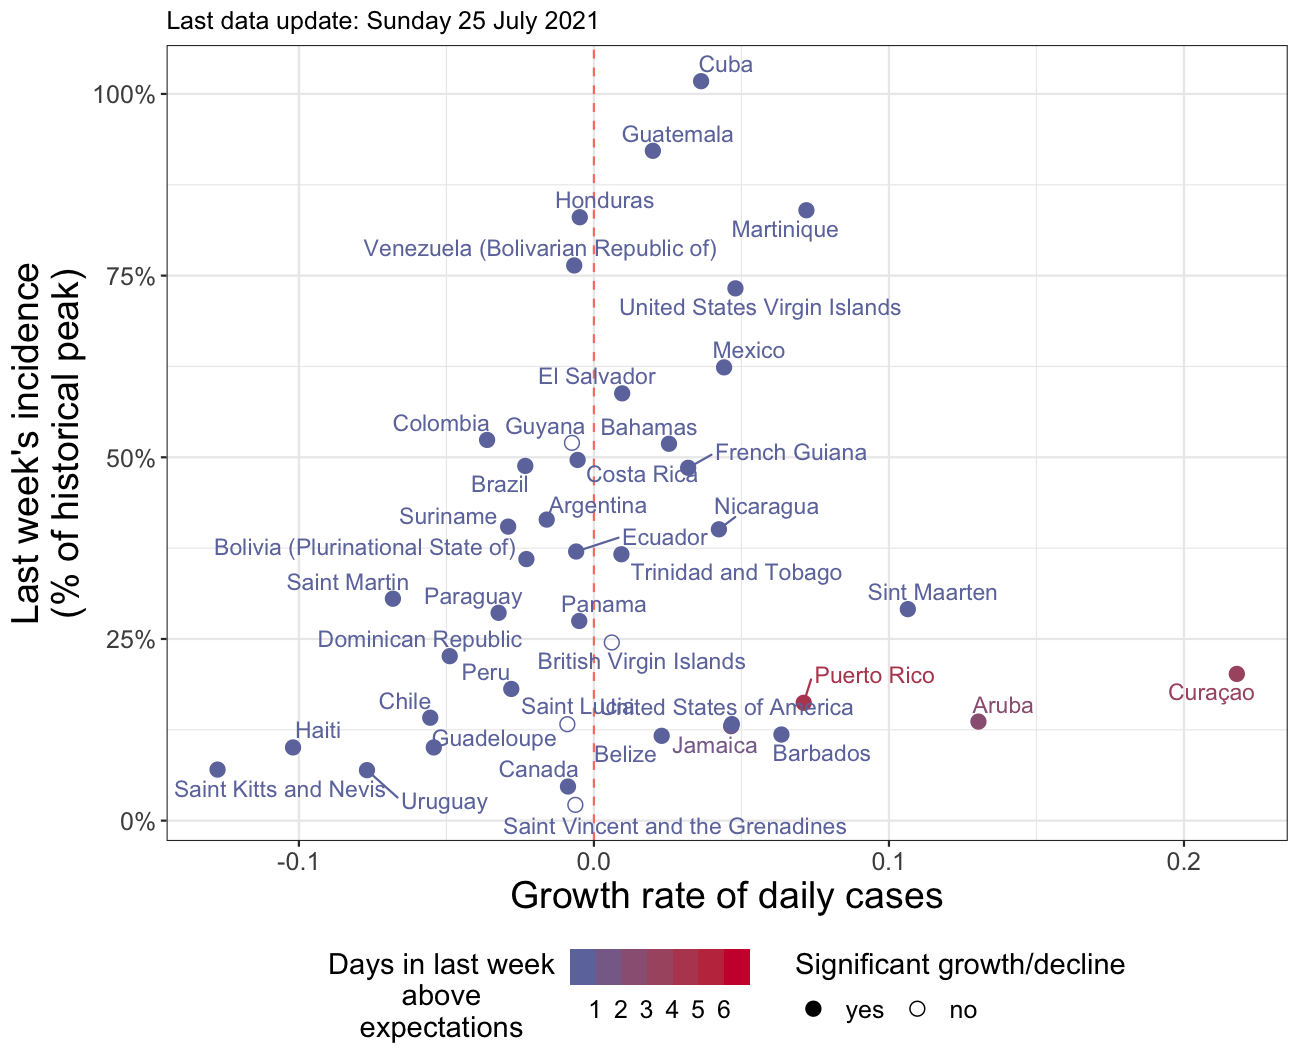 Last data update: Sunday 25 July 2021
Cuba
100%
Guatemala
Honduras
Martinique
Venezuela (Bolivarian Republic of)
75%
United States Virgin Islands
Mexico
El Salvador
Colombia
Guyana
Bahamas
French Guiana
50%
Costa Rica
Brazil
Argentina
Nicaragua
Suriname
Ecuador
Bolivia (Plurinational State of)
Trinidad and Tobago
Saint Martin
Sint Maarten
Paraguay
Panama
25%
Dominican Republic
British Virgin Islands
Peru
Puerto Rico
Curaçao
Chile
Saint Lucia
United States of America
Aruba
Haiti
Guadeloupe
Jamaica
Belize
Barbados
Canada
Saint Kitts and Nevis
Uruguay
0%
Saint Vincent and the Grenadines
-0.1
0.0
0.1
0.2
Last week's incidence
(% of historical peak)
Growth rate of daily cases
Days in last week
above
expectations
1 2 3 4 5 6
Significant growth/decline
yes
no